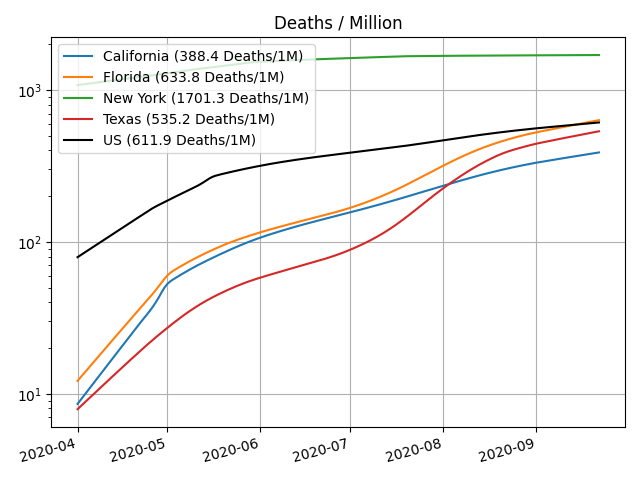 Deaths / Million
California (388.4 Deaths/1M)
Florida (633.8 Deaths/1M)
New York (1701.3 Deaths/1M)
Texas (535.2 Deaths/1M)
US (611.9 Deaths/1M)
10³
10²
10¹
2020-04 2020-05 2020-06 2020-07 2020-08 2020-09